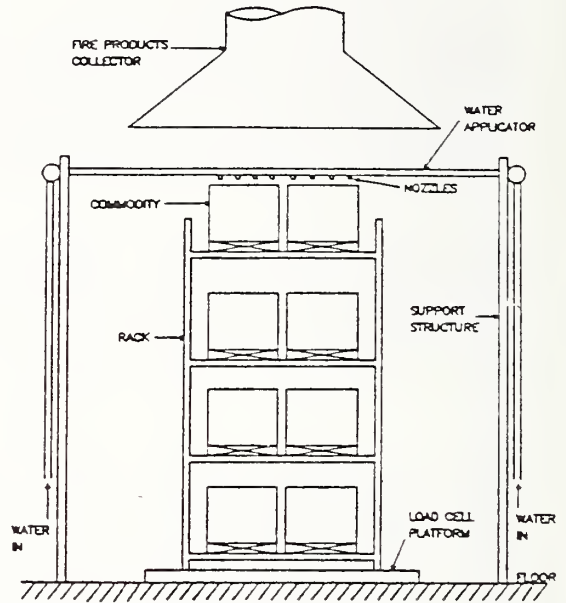 FIRE PRODUCTS
COLLECTOR
WATER
APPLICATOR
NOZZLES
COMMODITY
RACK
SUPPORT
STRUCTURE
LOAD CELL
PLATFORM
WATER
IN
WATER
IN
FLOOR